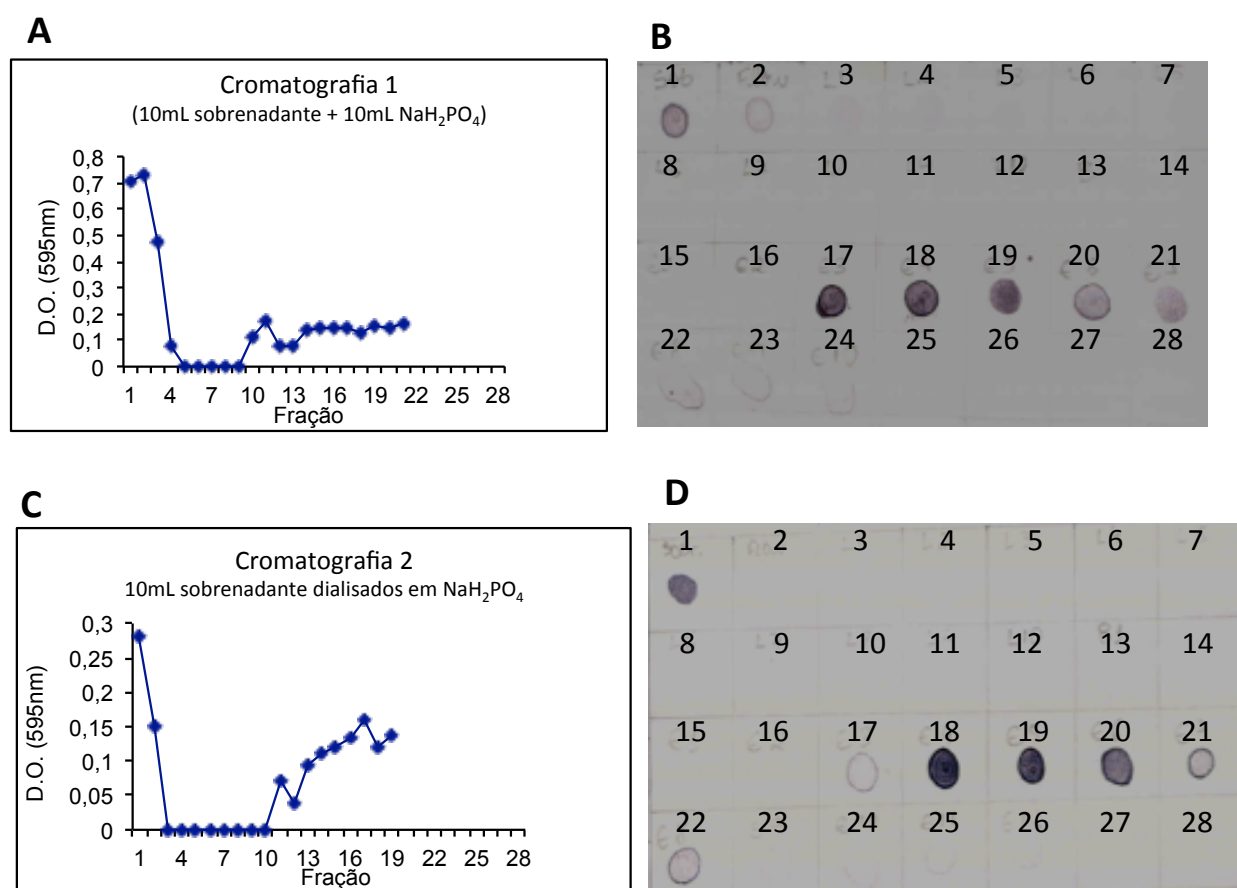 A
Cromatografia 1
(10mL sobrenadante + 10mL NaH₂PO₄)
D.O. (595nm)
0,8
0,7
0,6
0,5
0,4
0,3
0,2
0,1
0
1 4 7 10 13 16 19 22 25 28
Fração
B
1 2 3 4 5 6 7
8 9 10 11 12 13 14
15 16 17 18 19 20 21
22 23 24 25 26 27 28
C
Cromatografia 2
10mL sobrenadante dialisados em NaH₂PO₄
D.O. (595nm)
0,3
0,25
0,2
0,15
0,1
0,05
0
1 4 7 10 13 16 19 22 25 28
Fração
D
1 2 3 4 5 6 7
8 9 10 11 12 13 14
15 16 17 18 19 20 21
22 23 24 25 26 27 28